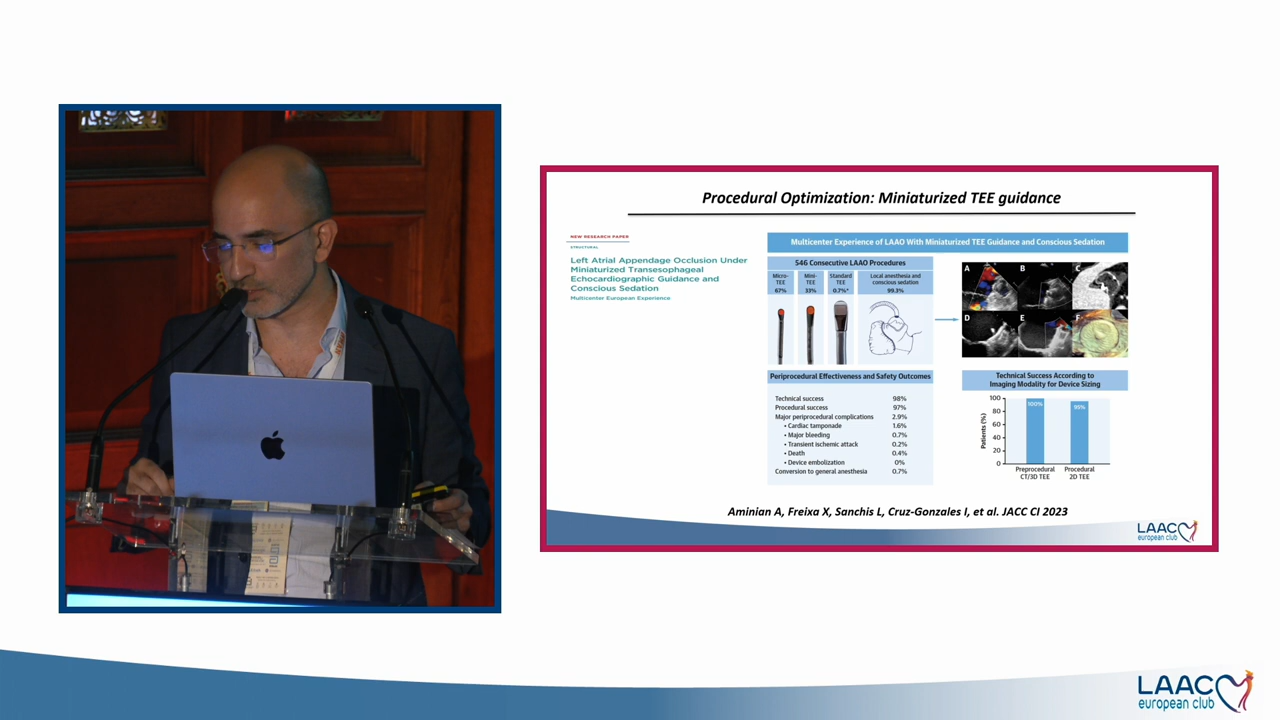 Procedural Optimization: Miniaturized TEE guidance
NEW RESEARCH PAPER
STRUCTURAL
Left Atrial Appendage Occlusion Under
Miniaturized Transesophageal
Echocardiographic Guidance and
Conscious Sedation
Multicenter European Experience
Multicenter Experience of LAAO With Miniaturized TEE Guidance and Conscious Sedation
546 Consecutive LAAO Procedures
Micro-
TEE
67%
Mini-
TEE
33%
Standard
TEE
0.7%*
Local anesthesia and
conscious sedation
99.3%
A
B
C
D
E
F
Periprocedural Effectiveness and Safety Outcomes
Technical success 98%
Procedural success 97%
Major periprocedural complications 2.9%
• Cardiac tamponade 1.6%
• Major bleeding 0.7%
• Transient ischemic attack 0.2%
• Death 0.4%
• Device embolization 0%
Conversion to general anesthesia 0.7%
Technical Success According to
Imaging Modality for Device Sizing
Patients (%)
100
80
60
40
20
0
100%
95%
Preprocedural
CT/3D TEE
Procedural
2D TEE
Aminian A, Freixa X, Sanchis L, Cruz-Gonzales I, et al. JACC CI 2023
LAAC
european club
LAAC
european club